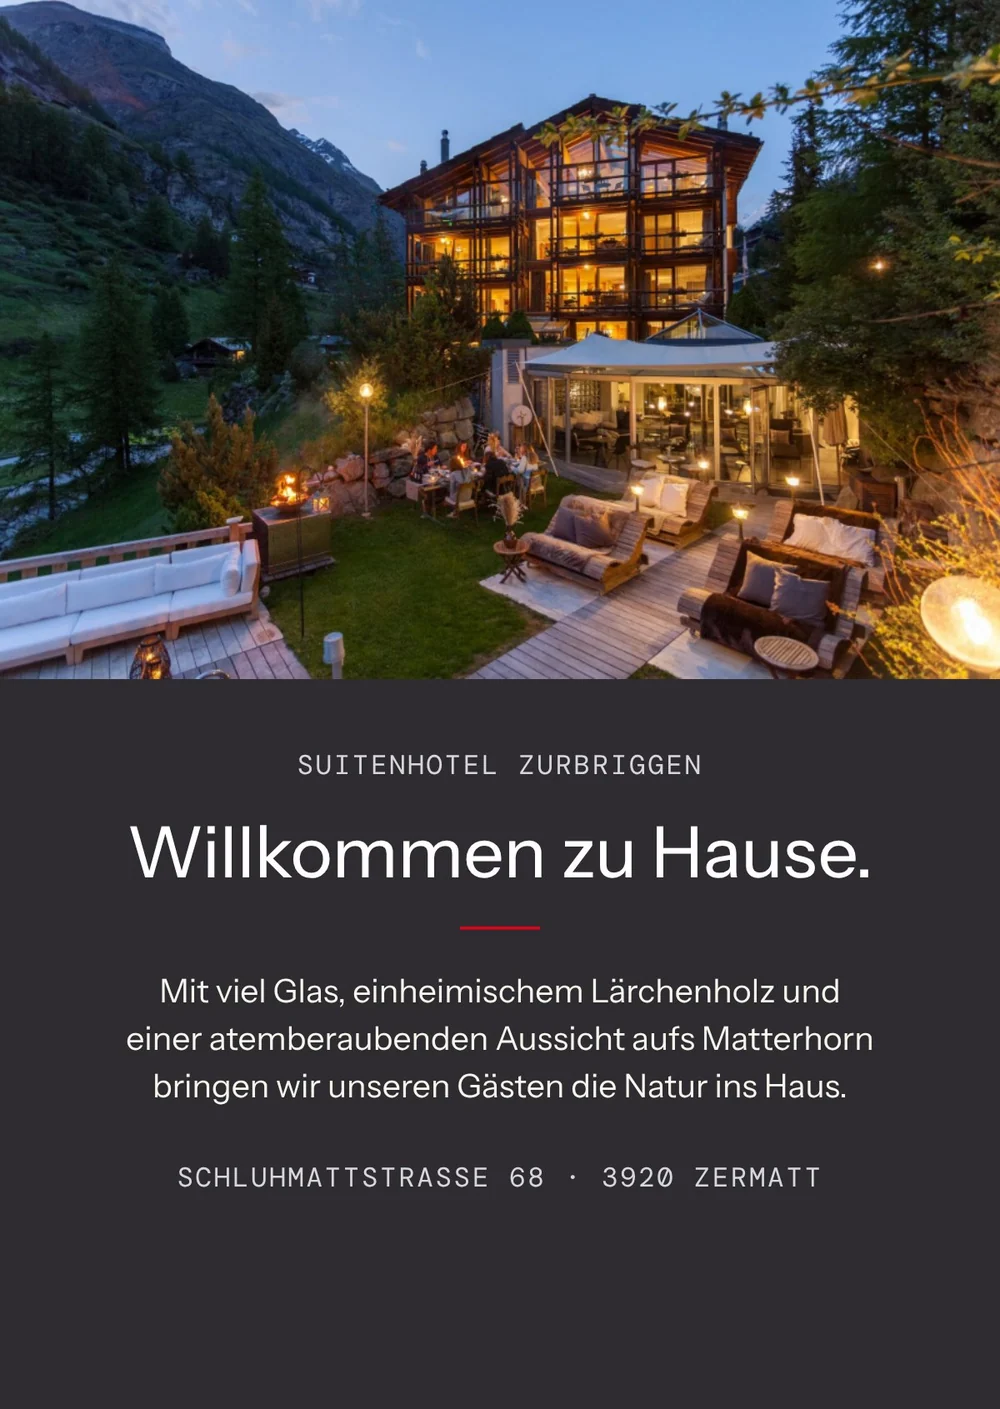 SUITENHOTEL ZURBRIGGEN
Willkommen zu Hause.
Mit viel Glas, einheimischem Lärchenholz und
einer atemberaubenden Aussicht aufs Matterhorn
bringen wir unseren Gästen die Natur ins Haus.
SCHLUHMATTSTRASSE 68 · 3920 ZERMATT